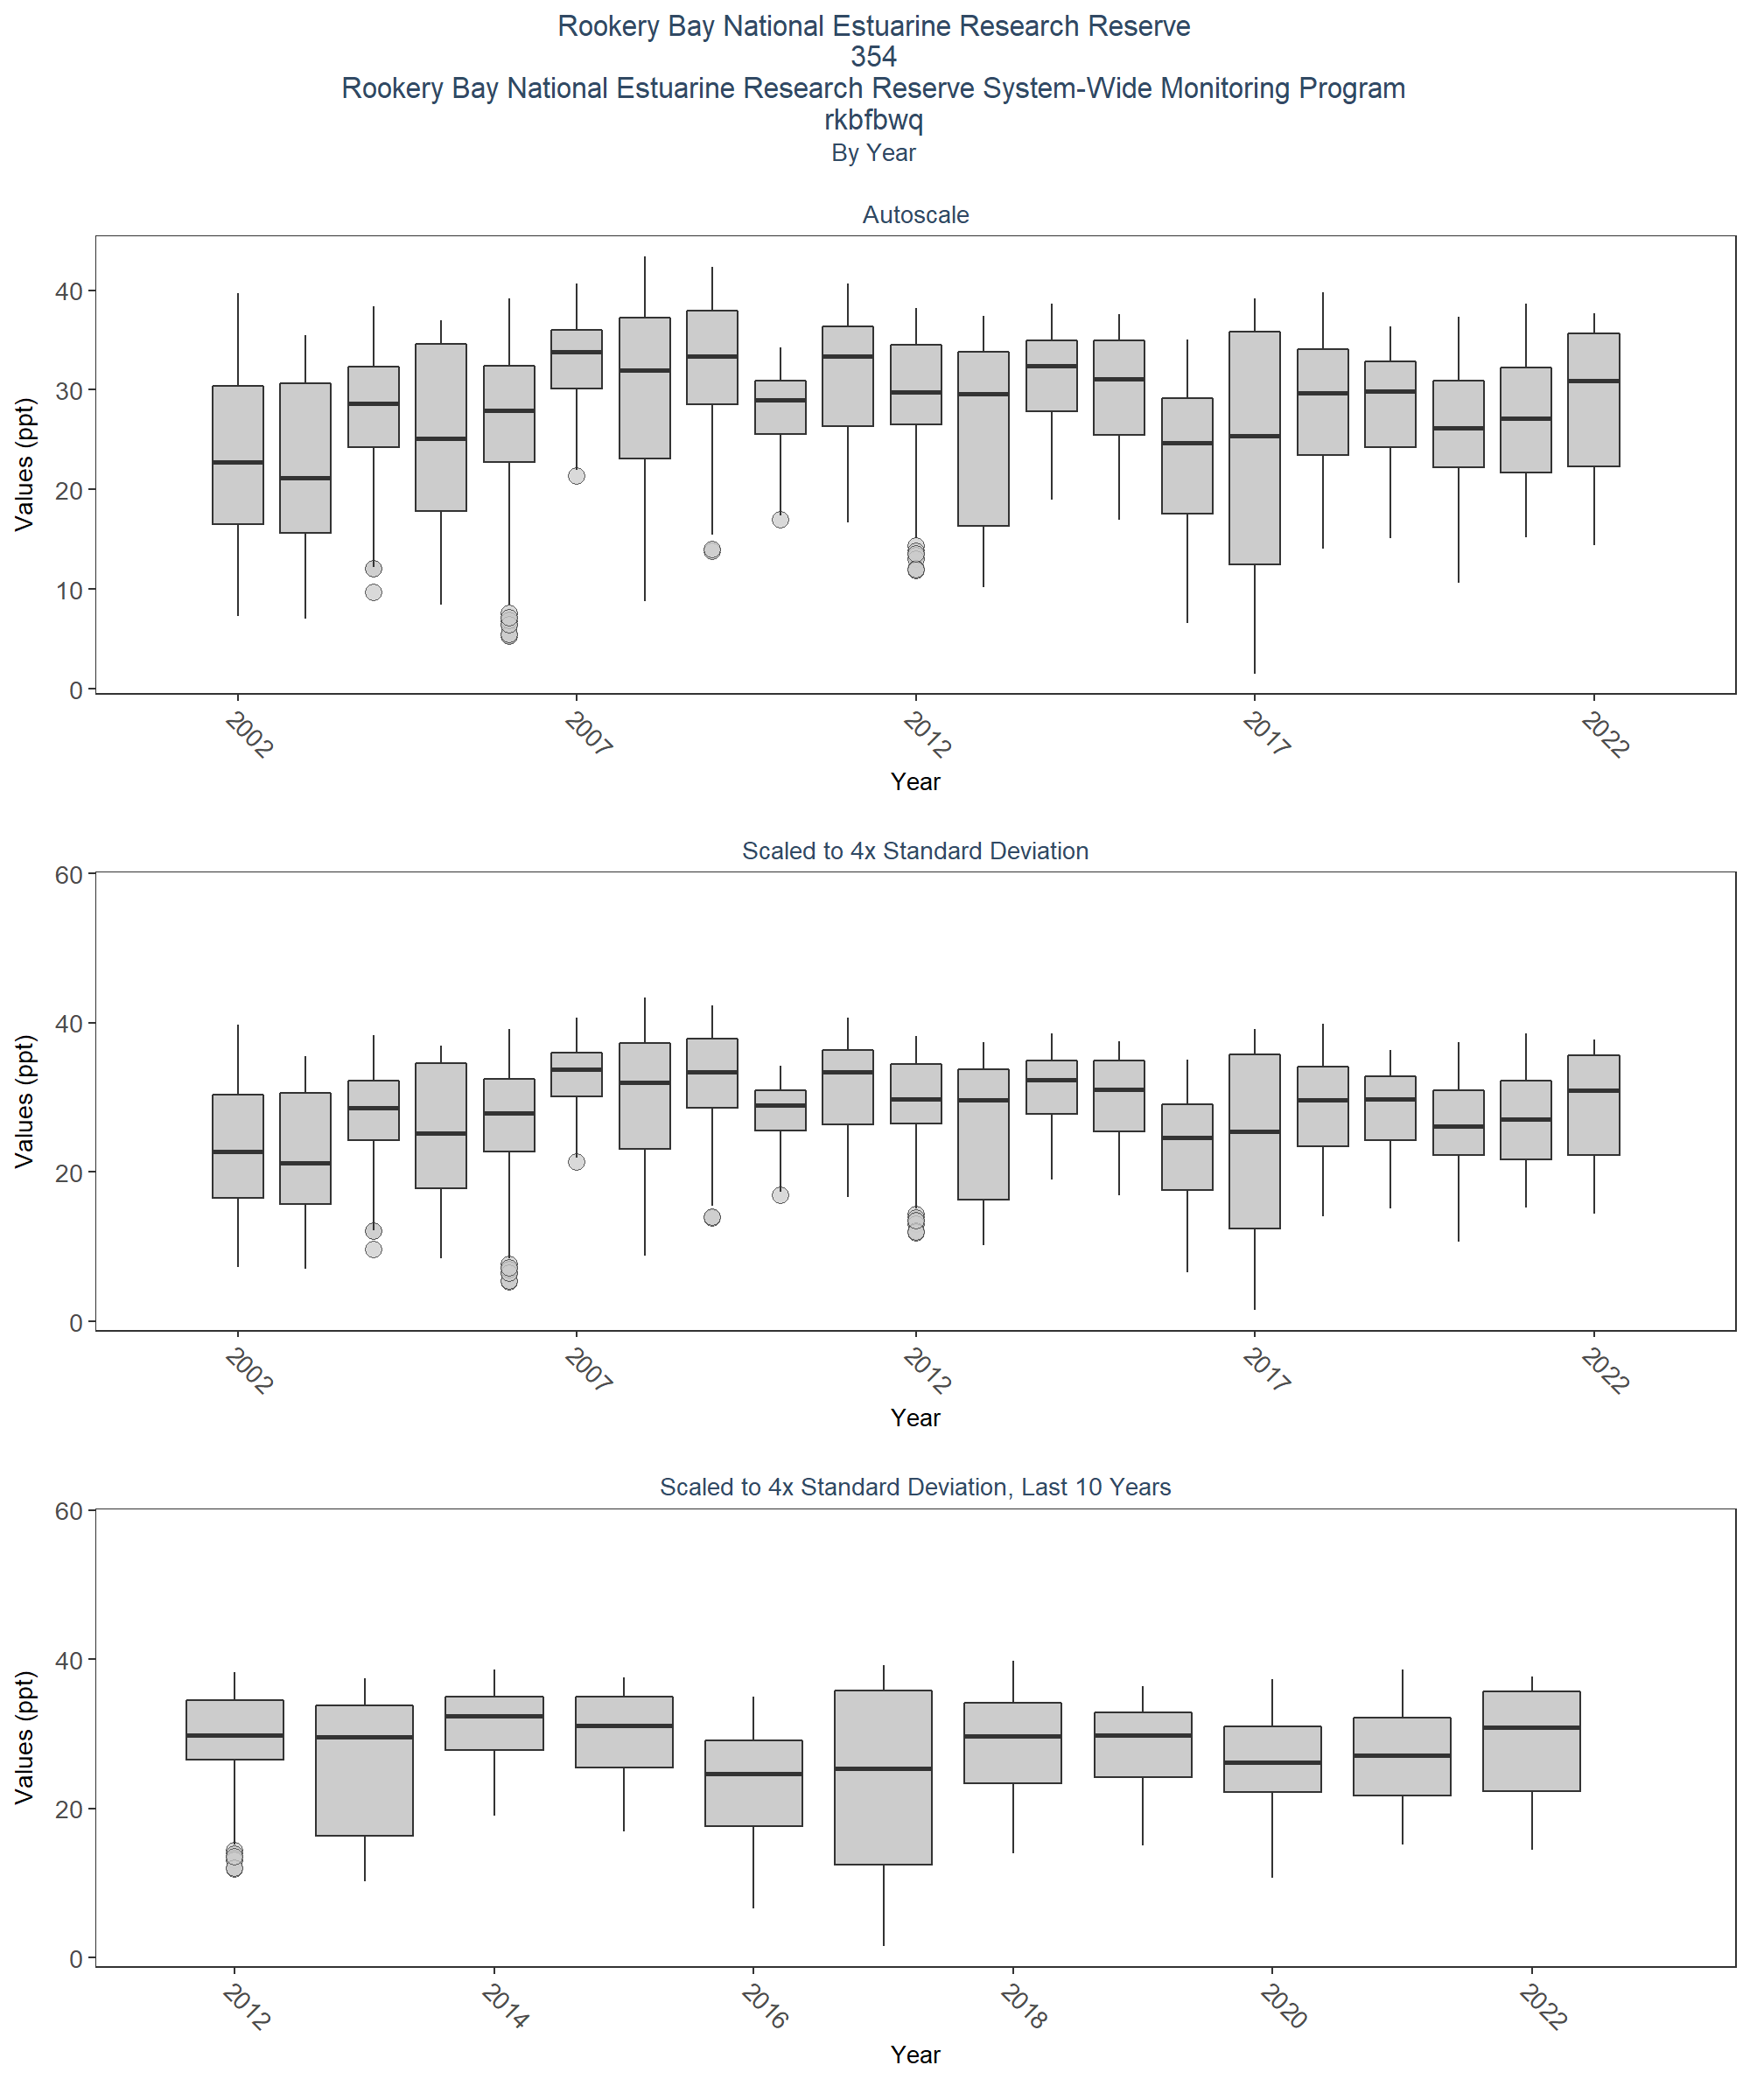 Rookery Bay National Estuarine Research Reserve
354
Rookery Bay National Estuarine Research Reserve System-Wide Monitoring Program
rkbfbwq
By Year
Autoscale
Values (ppt)
40
30
20
10
0
2002 2007 2012 2017 2022
Year
Scaled to 4x Standard Deviation
Values (ppt)
60
40
20
0
2002 2007 2012 2017 2022
Year
Scaled to 4x Standard Deviation, Last 10 Years
Values (ppt)
60
40
20
0
2012 2014 2016 2018 2020 2022
Year